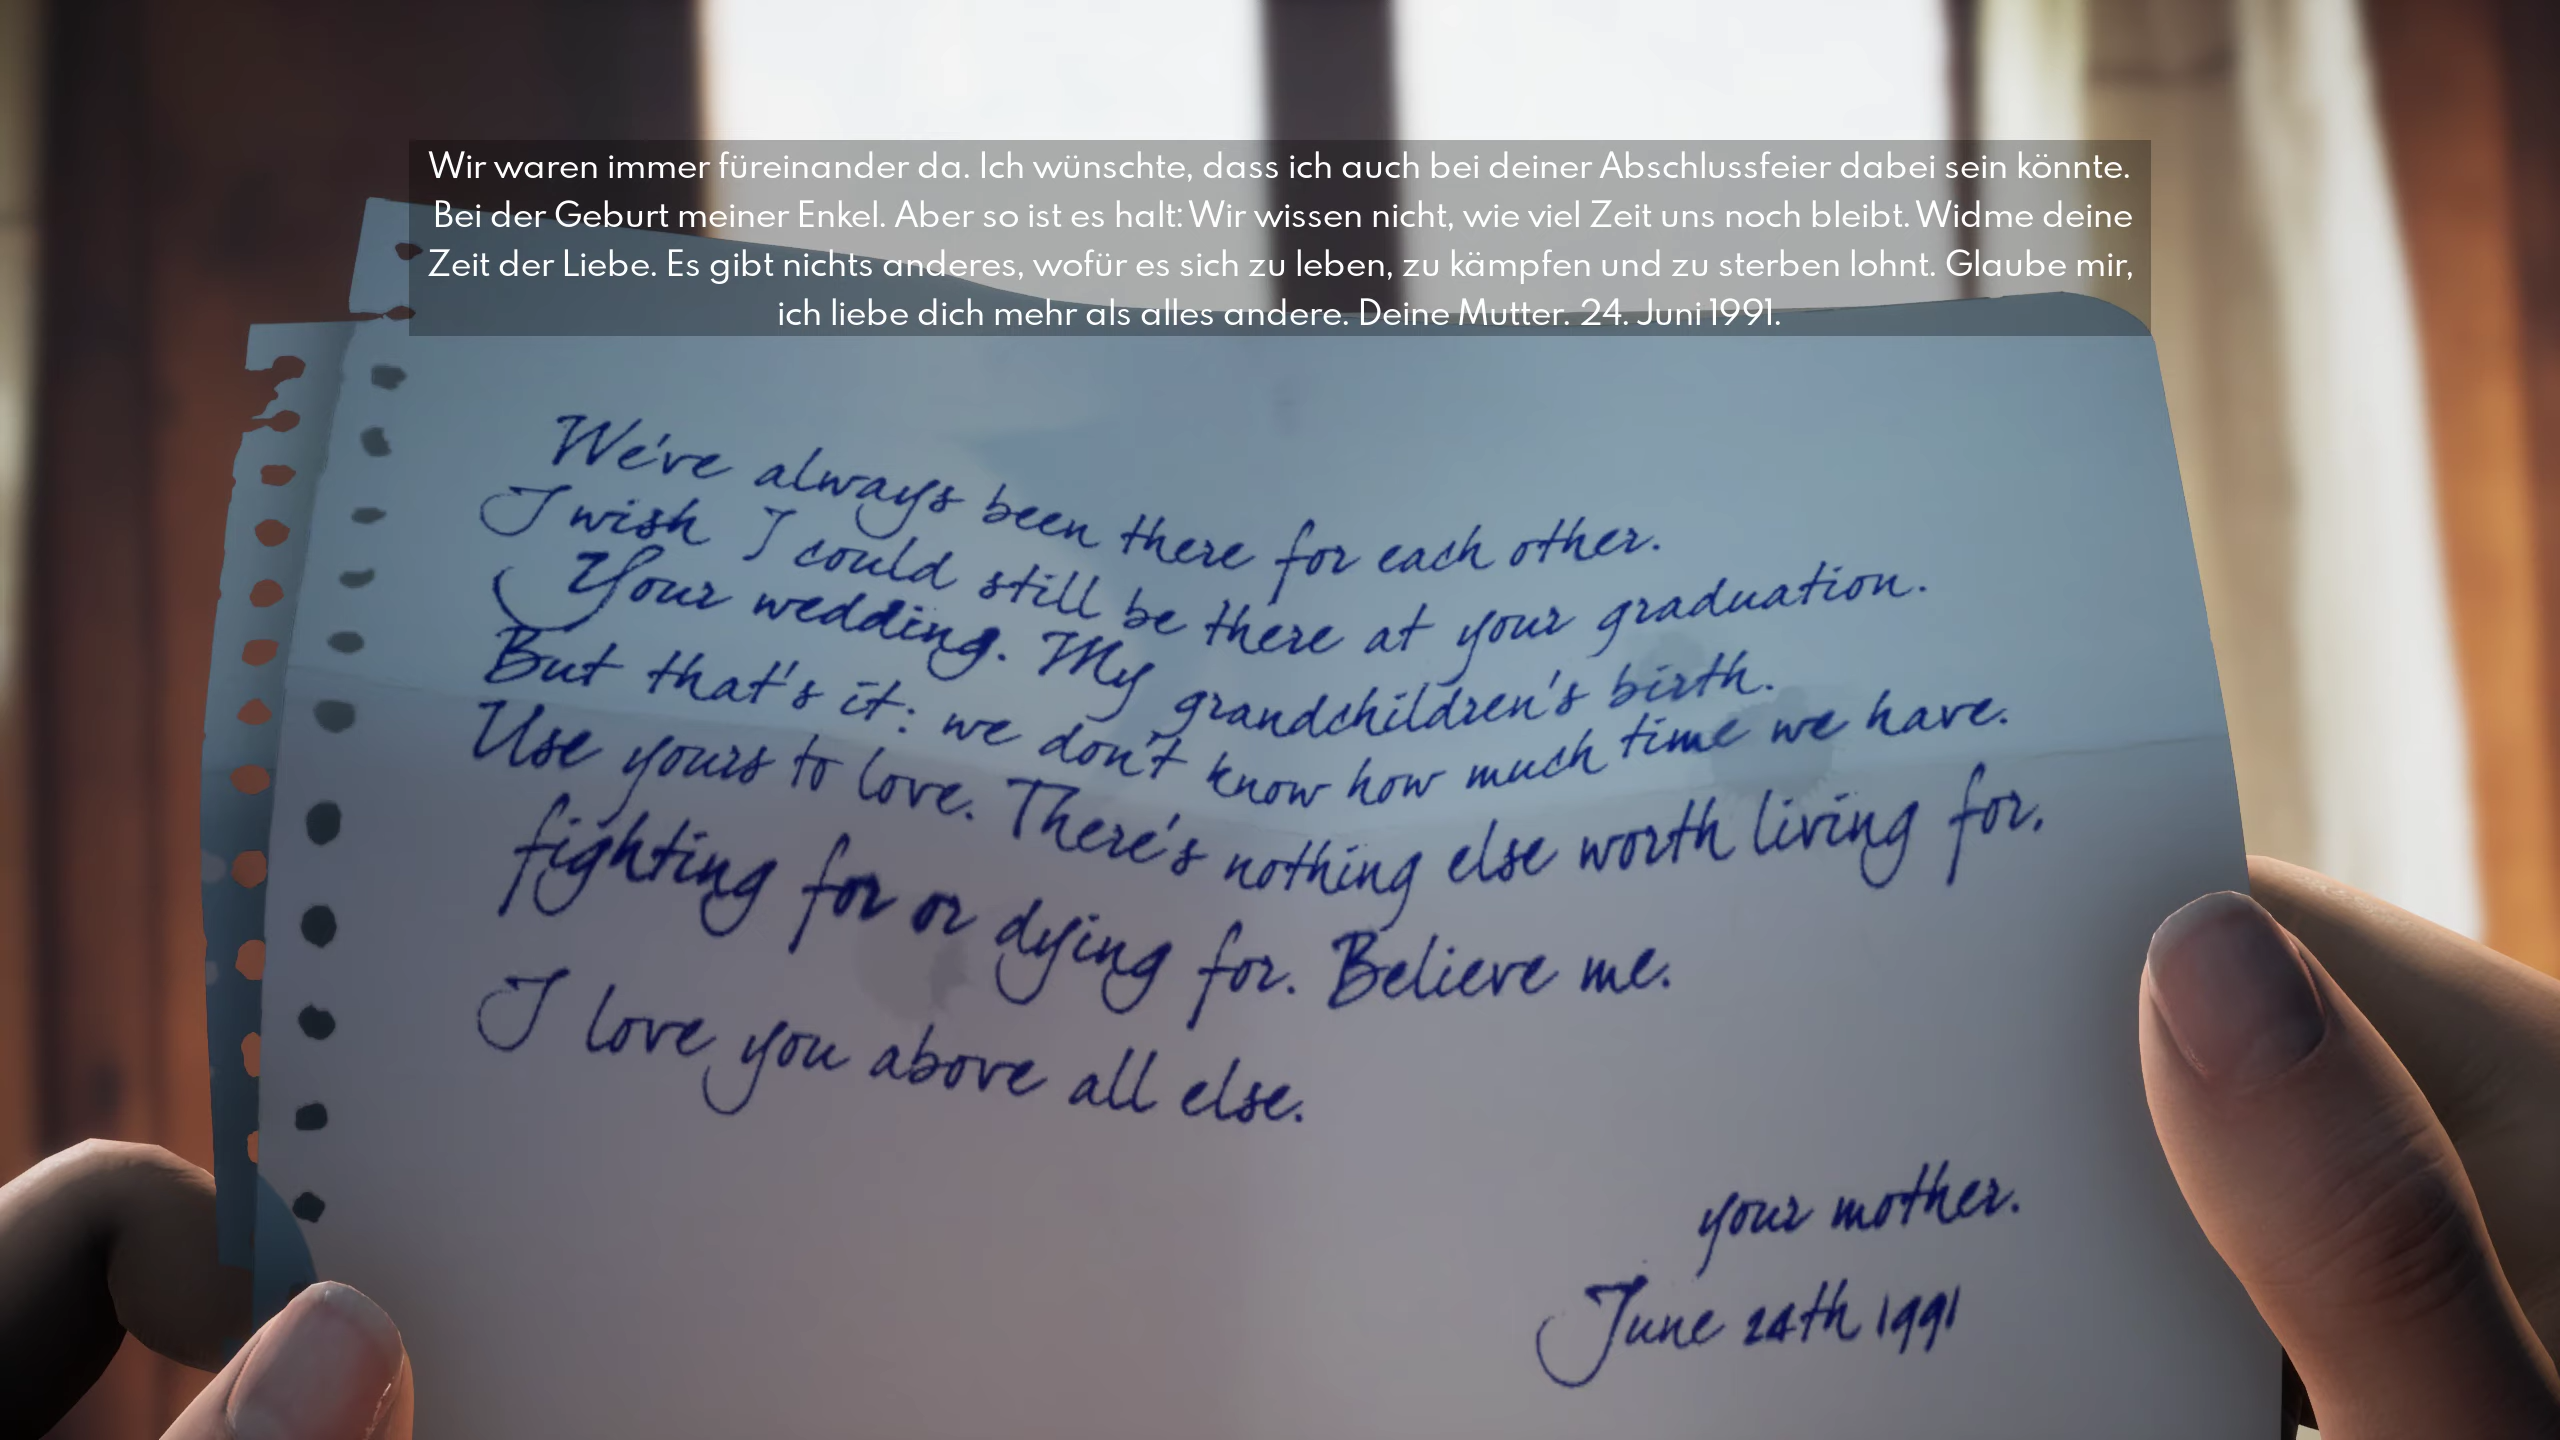 Wir waren immer füreinander da. Ich wünschte, dass ich auch bei deiner Abschlussfeier dabei sein könnte.
Bei der Geburt meiner Enkel. Aber so ist es halt: Wir wissen nicht, wie viel Zeit uns noch bleibt. Widme deine
Zeit der Liebe. Es gibt nichts anderes, wofür es sich zu leben, zu kämpfen und zu sterben lohnt. Glaube mir,
ich liebe dich mehr als alles andere. Deine Mutter. 24. Juni 1991.
We've always been there for each other.
I wish I could still be there at your graduation.
Your wedding. My grandchildren's birth.
But that's it: we don't know how much time we have.
Use yours to love. There's nothing else worth living for,
fighting for or dying for. Believe me.
I love you above all else.
your mother.
June 24th 1991